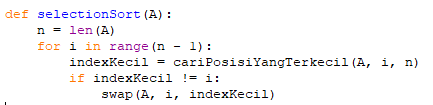 def selectionSort(A):
    n = len(A)
    for i in range(n - 1):
        indexKecil = cariPosisiYangTerkecil(A, i, n)
        if indexKecil != i:
            swap(A, i, indexKecil)